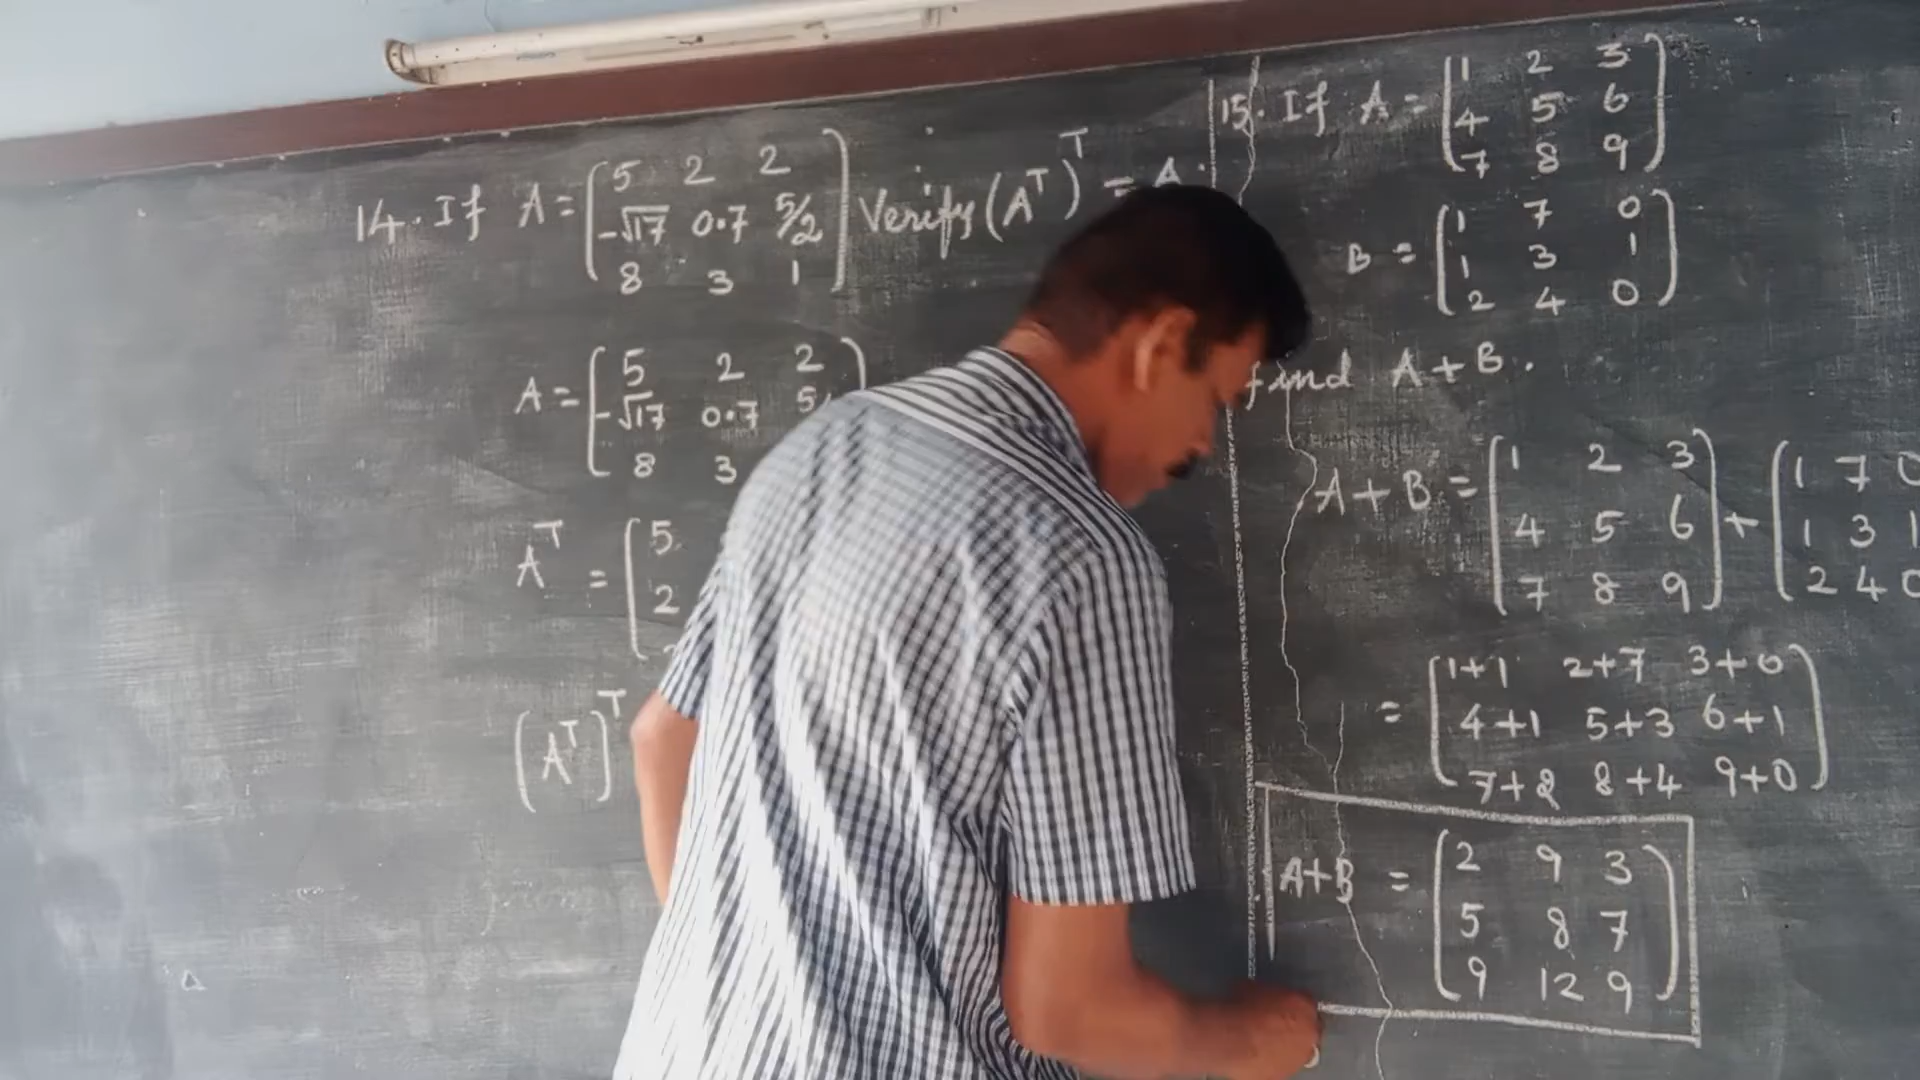 14. If A = [5 2 2
-√17 0.7 5/2
8 3 1] Verify (A^T)^T = A.
A = [5 2 2
-√17 0.7 5
8 3
A^T = [5
2
(A^T)^T
15. If A = [1 2 3
4 5 6
7 8 9]
B = [1 7 0
1 3 1
2 4 0]
find A + B.
A + B = [1 2 3
4 5 6
7 8 9] + [1 7 0
1 3 1
2 4 0
= [1+1 2+7 3+0
4+1 5+3 6+1
7+2 8+4 9+0]
A+B = [2 9 3
5 8 7
9 12 9]